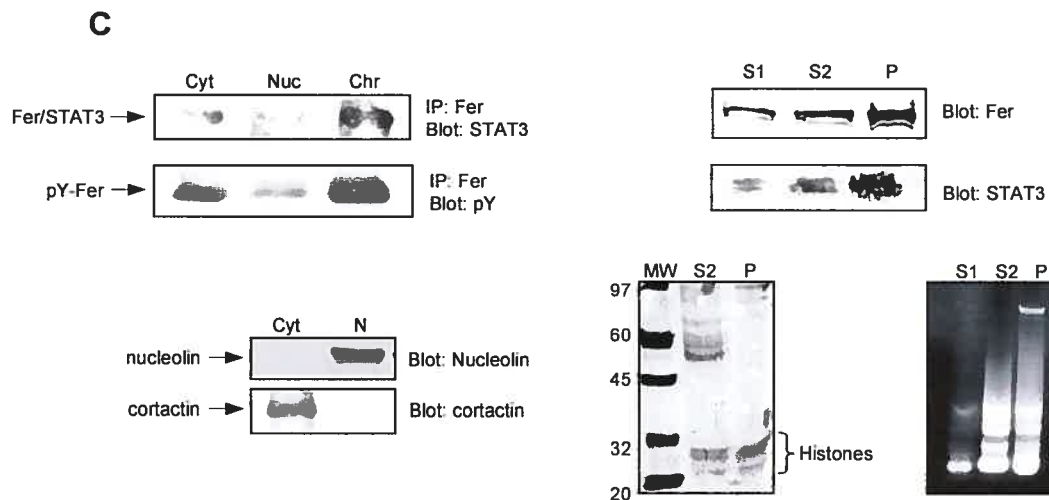 C
Cyt Nuc Chr
Fer/STAT3
IP: Fer
Blot: STAT3
pY-Fer
IP: Fer
Blot: pY
S1 S2 P
Blot: Fer
Blot: STAT3
Cyt N
nucleolin
Blot: Nucleolin
cortactin
Blot: cortactin
MW S2 P
97
60
45
32
20
Histones
S1 S2 P